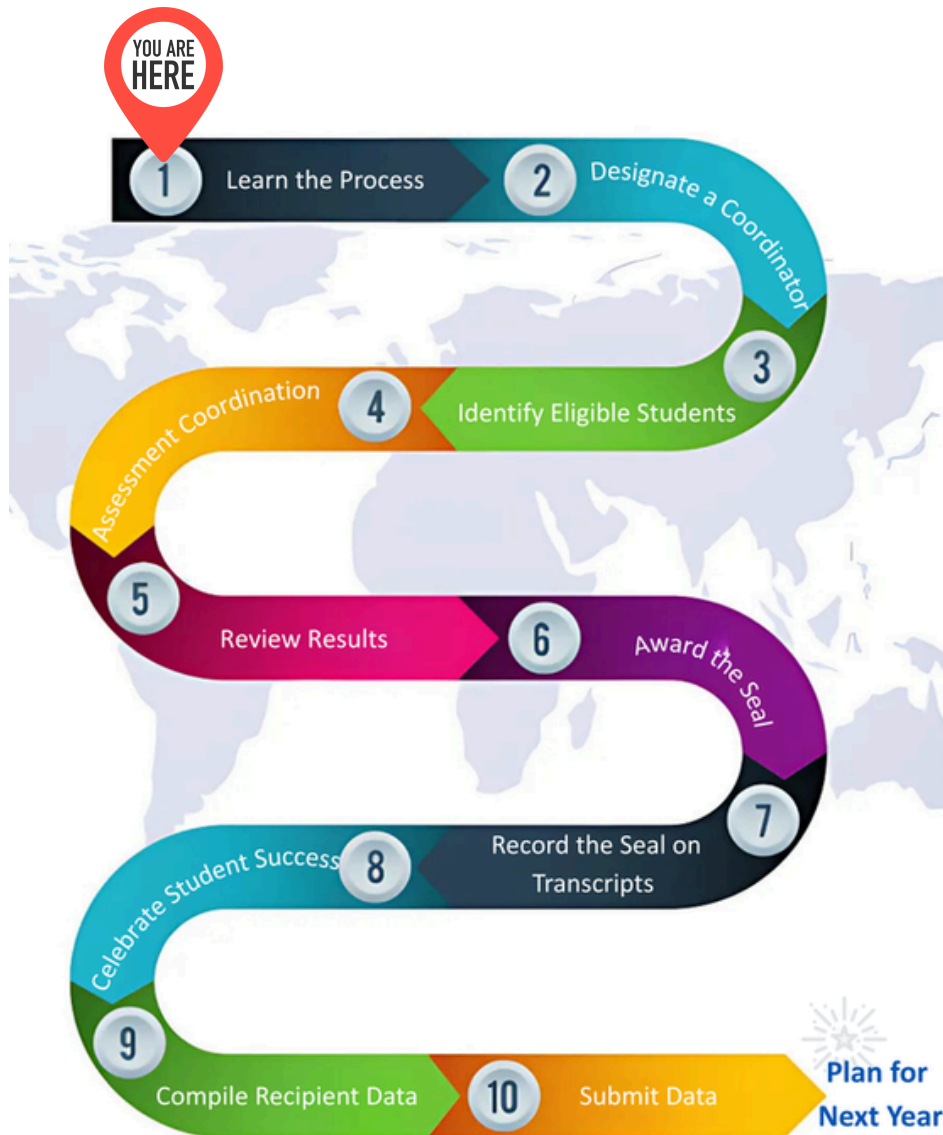 YOU ARE
HERE
1
Learn the Process
2
Designate a Coordinator
3
Identify Eligible Students
4
Assessment Coordination
5
Review Results
6
Award the Seal
7
Record the Seal on
Transcripts
8
Celebrate Student Success
9
Compile Recipient Data
10
Submit Data
Plan for
Next Year